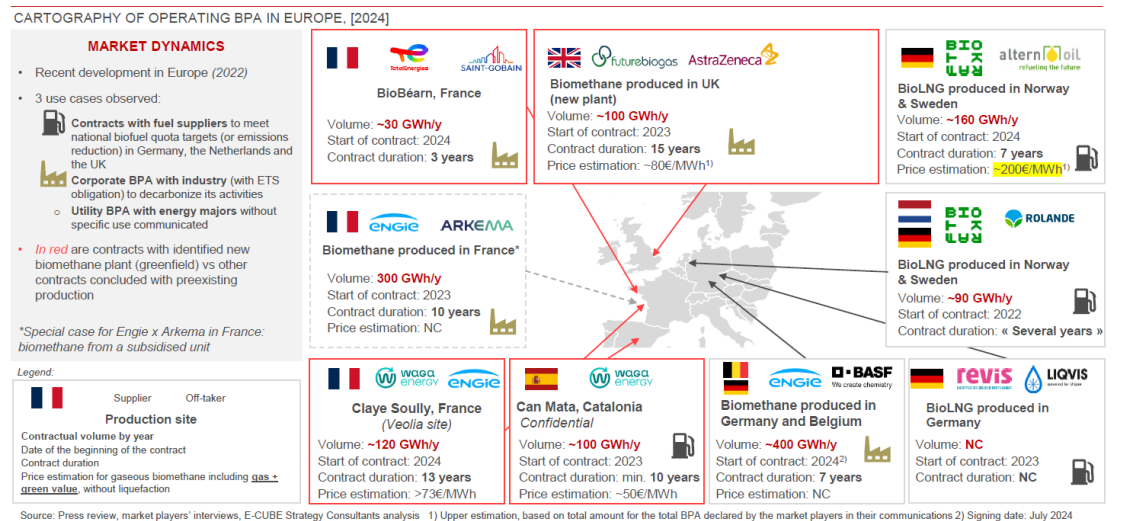 CARTOGRAPHY OF OPERATING BPA IN EUROPE, [2024]
MARKET DYNAMICS
• Recent development in Europe (2022)
• 3 use cases observed:
Contracts with fuel suppliers to meet
national biofuel quota targets (or emissions
reduction) in Germany, the Netherlands and
the UK
Corporate BPA with industry (with ETS
obligation) to decarbonize its activities
o Utility BPA with energy majors without
specific use communicated
• In red are contracts with identified new
biomethane plant (greenfield) vs other
contracts concluded with preexisting
production
*Special case for Engie x Arkema in France:
biomethane from a subsidised unit
Legend:
Supplier Off-taker
Production site
Contractual volume by year
Date of the beginning of the contract
Contract duration
Price estimation for gaseous biomethane including gas +
green value, without liquefaction
TotalEnergies
SAINT-GOBAIN
BioBéarn, France
Volume: ~30 GWh/y
Start of contract: 2024
Contract duration: 3 years
futurebiogas
AstraZeneca
Biomethane produced in UK
(new plant)
Volume: ~100 GWh/y
Start of contract: 2023
Contract duration: 15 years
Price estimation: ~80€/MWh1)
alternoil
refueling the future
BioLNG produced in Norway
& Sweden
Volume: ~160 GWh/y
Start of contract: 2024
Contract duration: 7 years
Price estimation: ~200€/MWh1)
ENGIE
ARKEMA
Biomethane produced in France*
Volume: 300 GWh/y
Start of contract: 2023
Contract duration: 10 years
Price estimation: NC
ROLANDE
BioLNG produced in Norway
& Sweden
Volume: ~90 GWh/y
Start of contract: 2022
Contract duration: « Several years »
waga
energy
ENGIE
Claye Soully, France
(Veolia site)
Volume: ~120 GWh/y
Start of contract: 2024
Contract duration: 13 years
Price estimation: >73€/MWh
waga
energy
Can Mata, Catalonia
Confidential
Volume: ~100 GWh/y
Start of contract: 2023
Contract duration: min. 10 years
Price estimation: ~50€/MWh
ENGIE
BASF
We create chemistry
Biomethane produced in
Germany and Belgium
Volume: ~400 GWh/y
Start of contract: 20242)
Contract duration: 7 years
Price estimation: NC
revis
LIQVIS
BioLNG produced in
Germany
Volume: NC
Start of contract: 2023
Contract duration: NC
Source: Press review, market players' interviews, E-CUBE Strategy Consultants analysis 1) Upper estimation, based on total amount for the total BPA declared by the market players in their communications 2) Signing date: July 2024